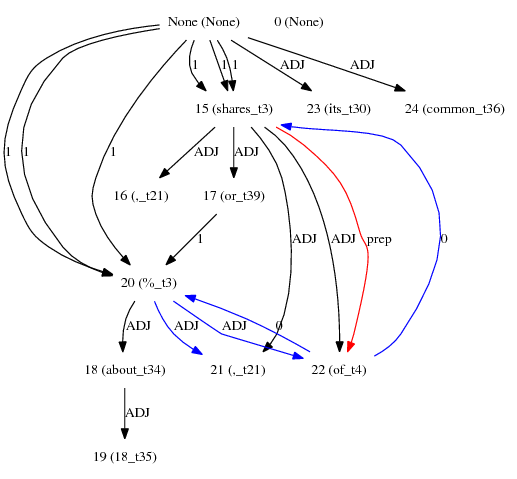 None (None) 0 (None)
1 1 1 ADJ ADJ
15 (shares_t3) 23 (its_t30) 24 (common_t36)
1 1 1 ADJ ADJ
16 (,_t21) 17 (or_t39)
1 ADJ ADJ prep 0
20 (%_t3)
ADJ ADJ ADJ 0
18 (about_t34) 21 (,_t21) 22 (of_t4)
ADJ
19 (18_t35)